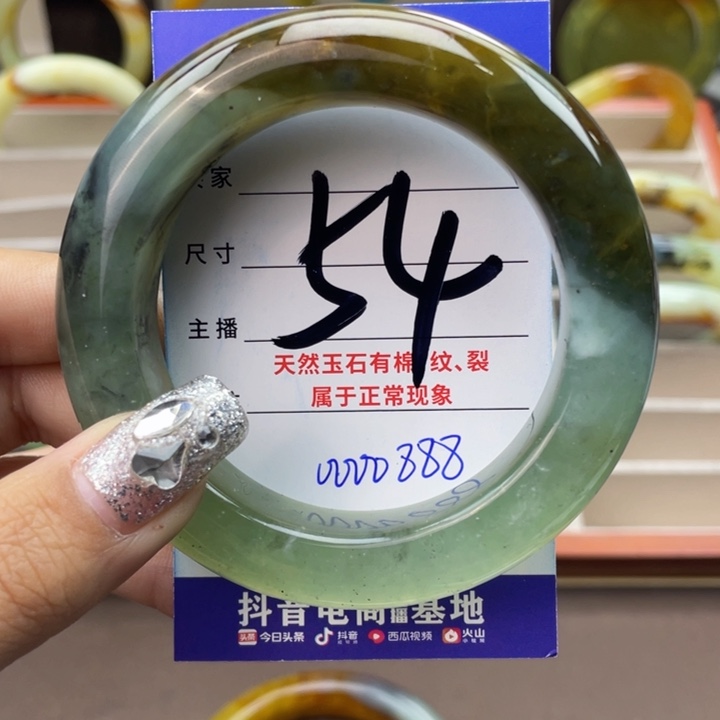 家
54
尺寸
主播
天然玉石有棉 纹、裂
属于正常现象
0000888
抖音电商直播基地
头条 今日头条 抖音 西瓜视频 火山